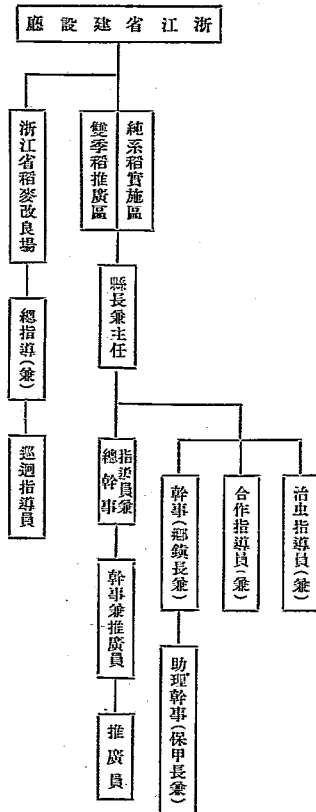 浙江省建設廳
純系稻實施區
雙季稻推廣區
浙江省稻麥改良場
縣長兼主任
總指導(兼)
治虫指導員(兼)
合作指導員(兼)
幹事(鄉鎮長兼)
指導員兼
總幹事
巡迴指導員
助理幹事(保甲長兼)
幹事兼推廣員
推廣員